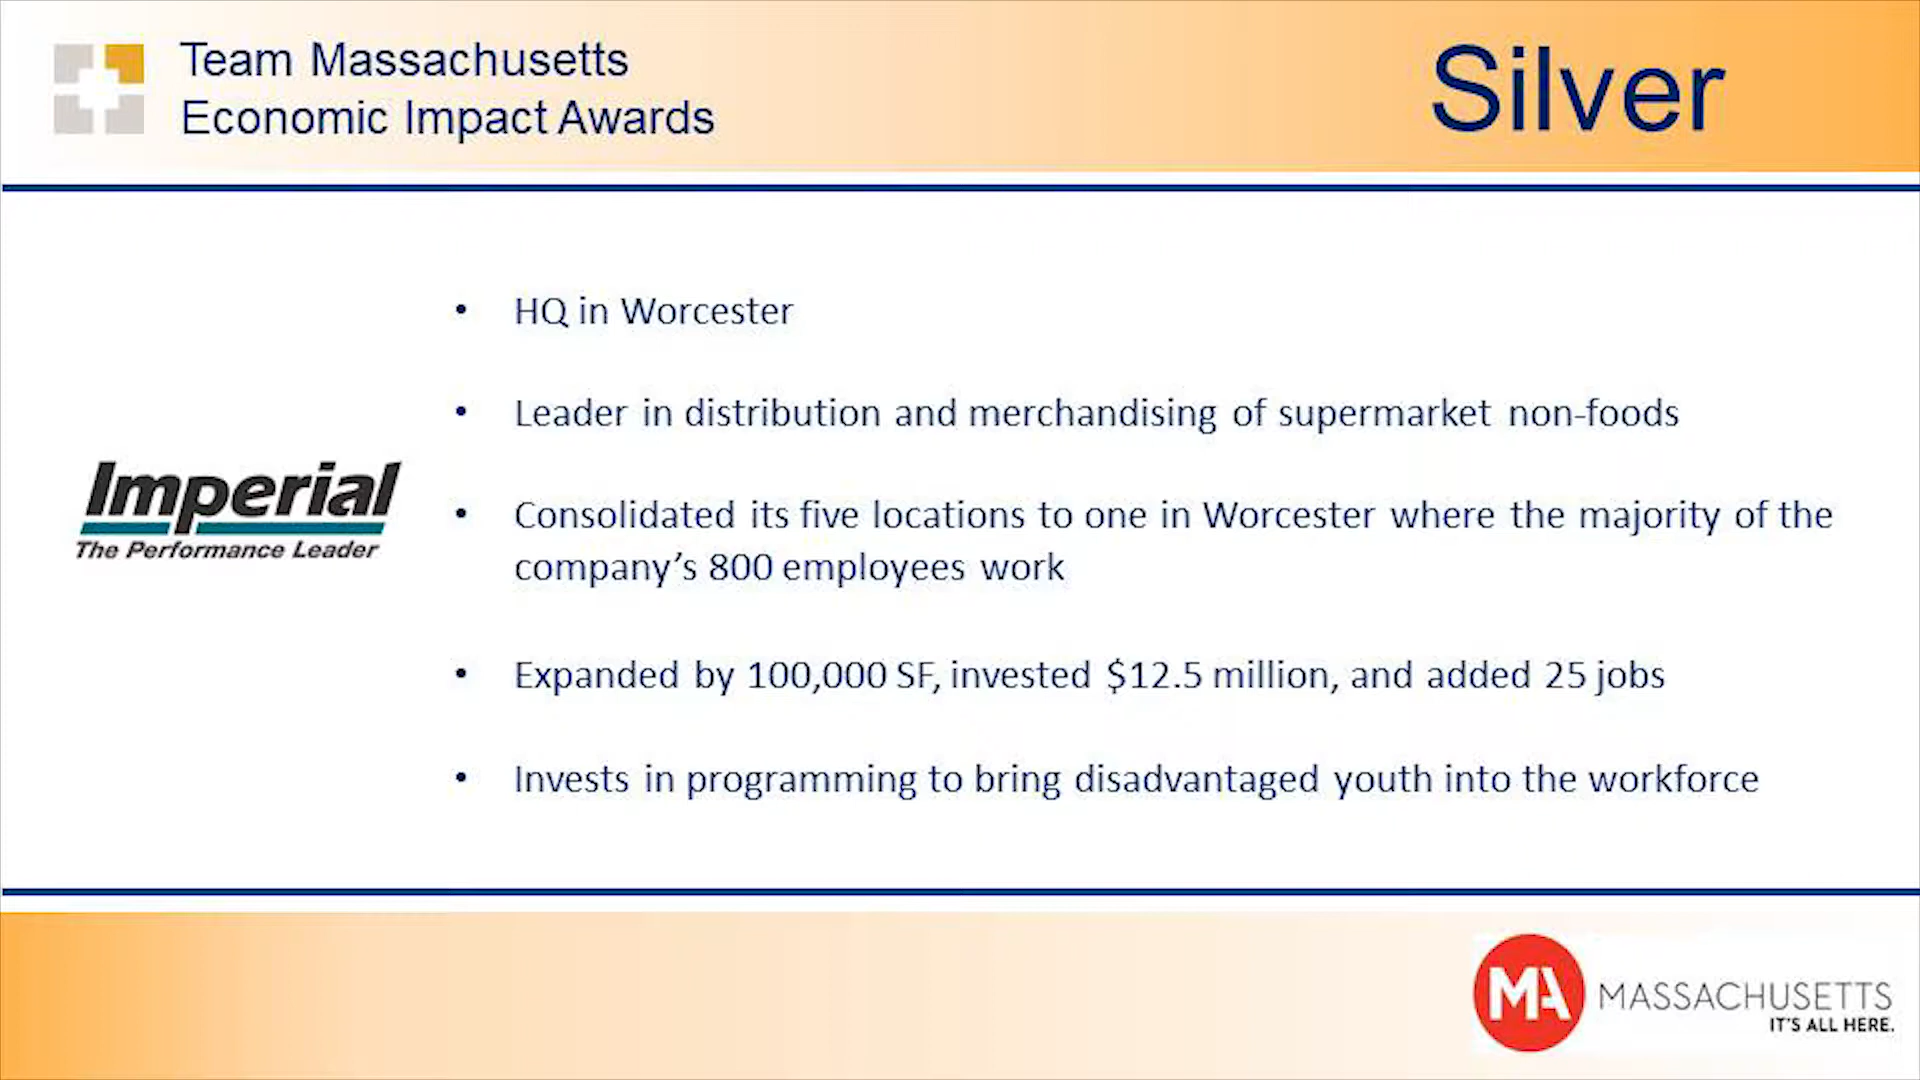 Team Massachusetts
Economic Impact Awards
Silver
• HQ in Worcester
• Leader in distribution and merchandising of supermarket non-foods
Imperial
The Performance Leader
• Consolidated its five locations to one in Worcester where the majority of the
company’s 800 employees work
• Expanded by 100,000 SF, invested $12.5 million, and added 25 jobs
• Invests in programming to bring disadvantaged youth into the workforce
MA
MASSACHUSETTS
IT'S ALL HERE.